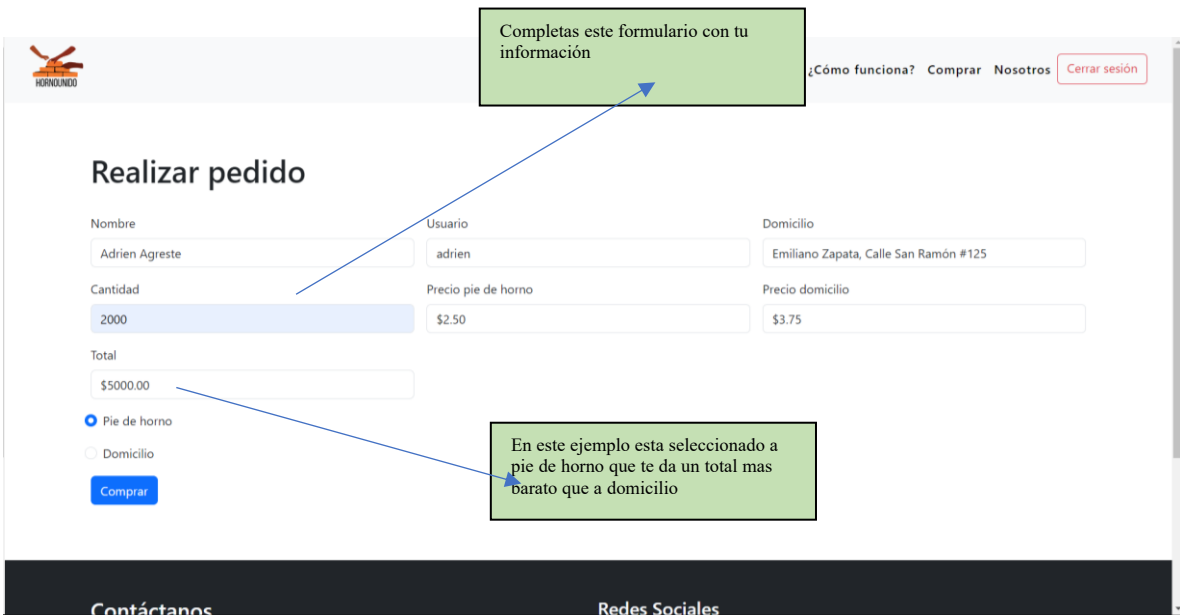 Completas este formulario con tu
información
HORNOUNIDO
¿Cómo funciona? Comprar Nosotros Cerrar sesión
Realizar pedido
Nombre Usuario Domicilio
Adrien Agreste adrien Emiliano Zapata, Calle San Ramón #125
Cantidad Precio pie de horno Precio domicilio
2000 $2.50 $3.75
Total
$5000.00
Pie de horno
Domicilio
Comprar
En este ejemplo esta seleccionado a
pie de horno que te da un total mas
barato que a domicilio
Contáctanos Redes Sociales